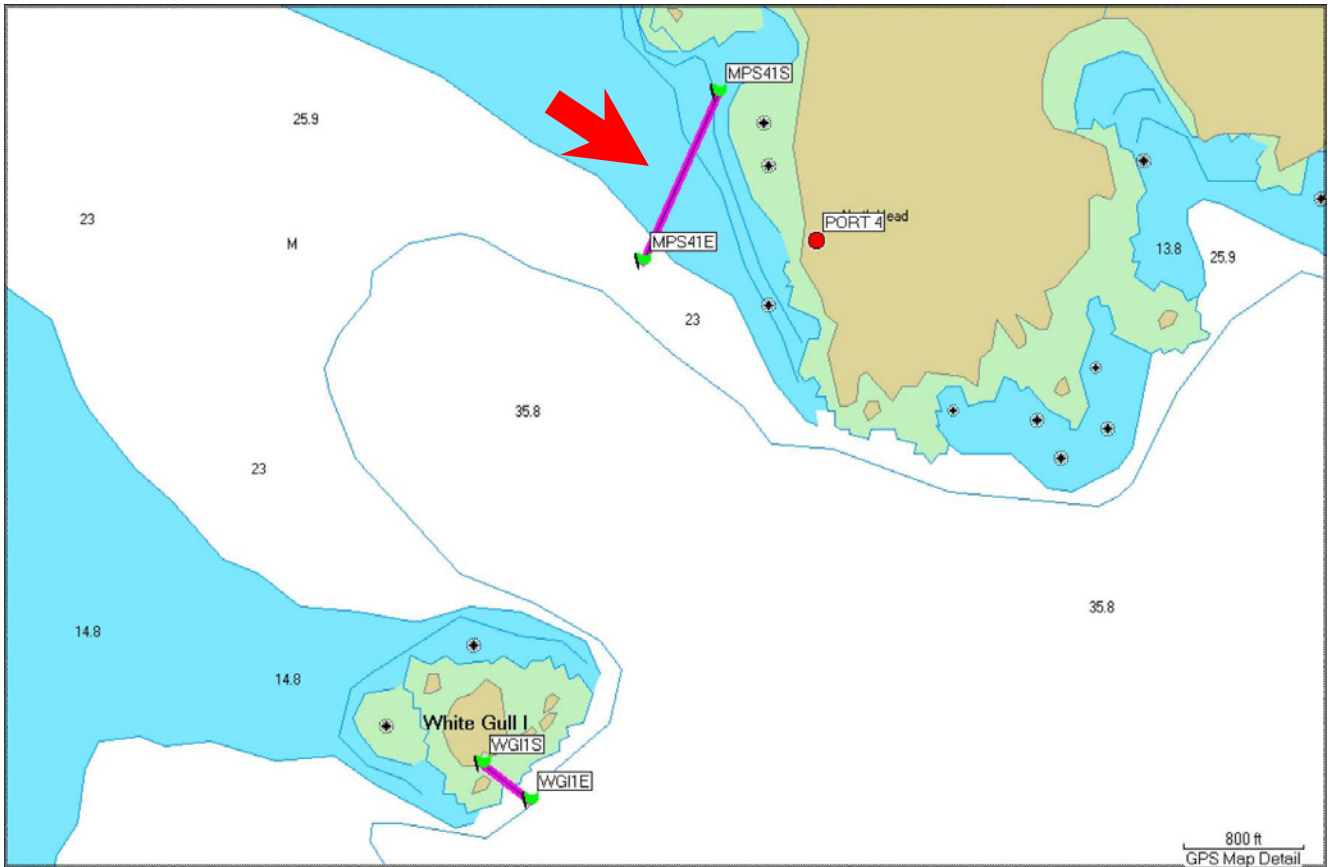 MPS41S
25.9
23
M
PORT 4
Head
MPS41E
13.8
25.9
23
35.8
23
35.8
14.8
14.8
White Gull I
WGI1S
WGI1E
800 ft
GPS Map Detail